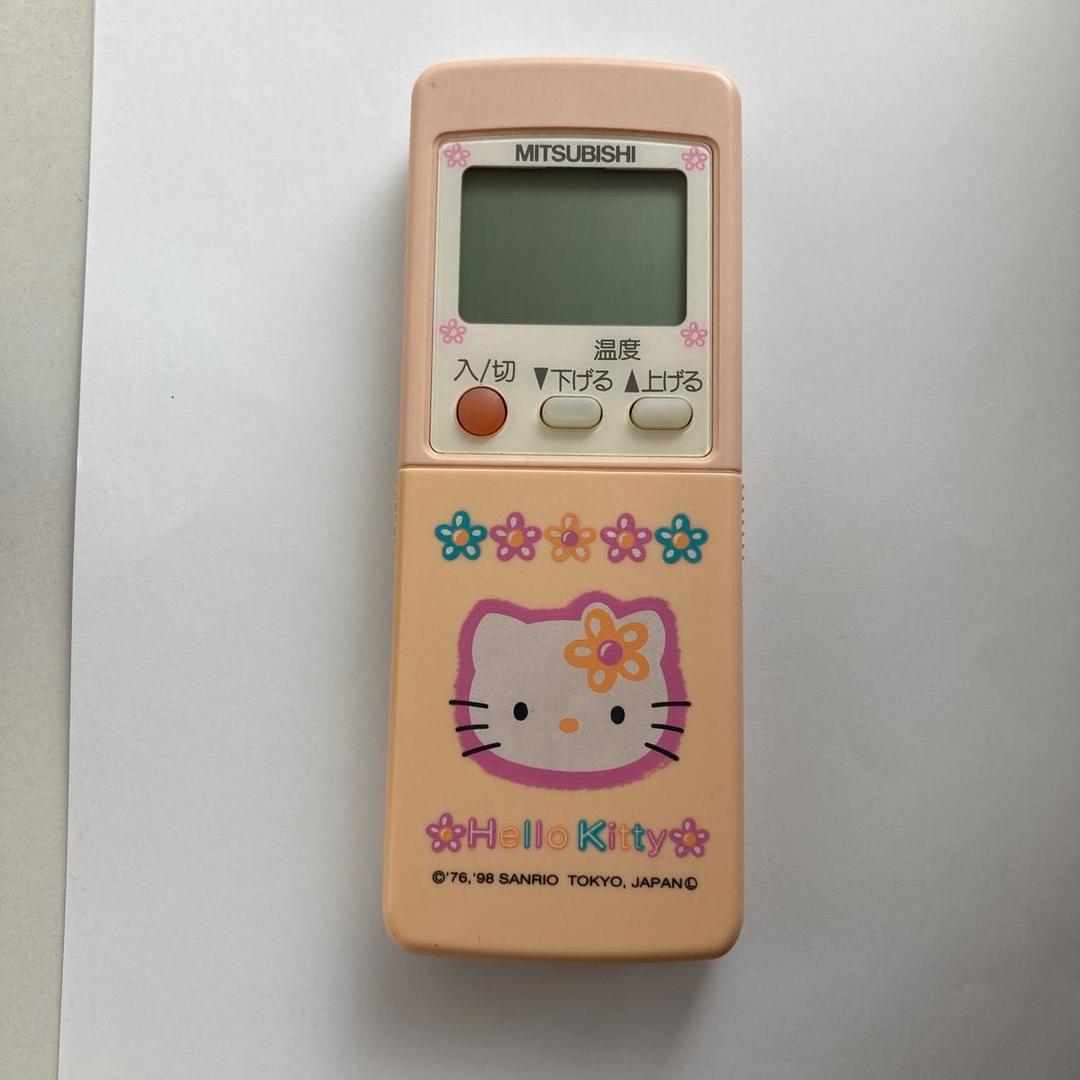 MITSUBISHI
温度
入/切 ▼下げる ▲上げる
Hello Kitty
©'76,'98 SANRIO TOKYO, JAPAN Ⓛ